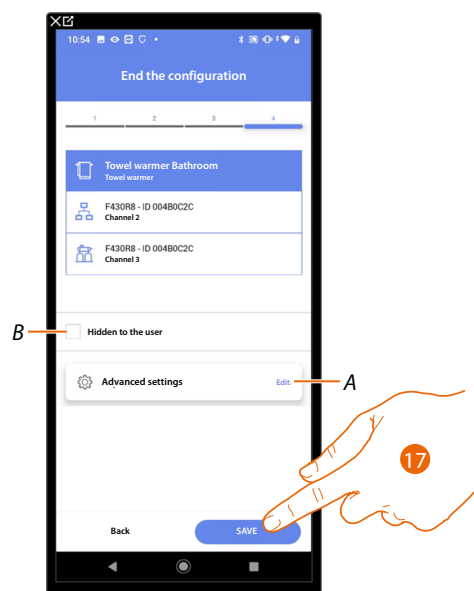 10:54
End the configuration
1 2 3 4
Towel warmer Bathroom
Towel warmer
F430R8 - ID 004B0C2C
Channel 2
F430R8 - ID 004B0C2C
Channel 3
B
Hidden to the user
Advanced settings
Edit
A
17
Back
SAVE